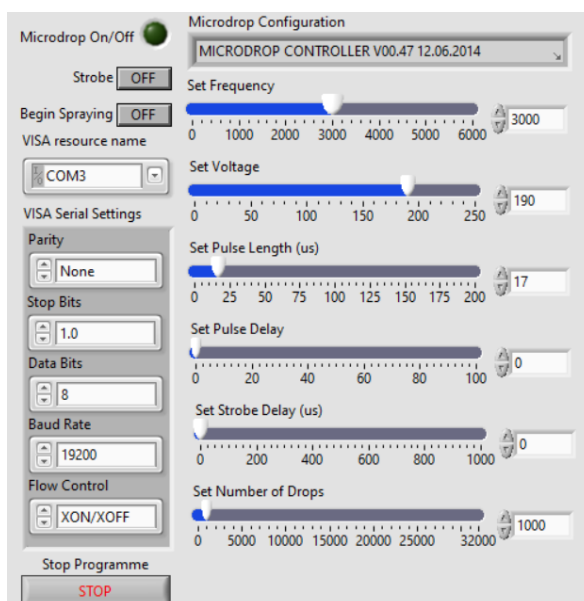 Microdrop On/Off
Strobe OFF
Begin Spraying OFF
VISA resource name
I/O COM3
VISA Serial Settings
Parity
None
Stop Bits
1.0
Data Bits
8
Baud Rate
19200
Flow Control
XON/XOFF
Stop Programme
STOP
Microdrop Configuration
MICRODROP CONTROLLER V00.47 12.06.2014
Set Frequency
3000
0 1000 2000 3000 4000 5000 6000
Set Voltage
190
0 50 100 150 200 250
Set Pulse Length (us)
17
0 25 50 75 100 125 150 175 200
Set Pulse Delay
0
0 20 40 60 80 100
Set Strobe Delay (us)
0
0 200 400 600 800 1000
Set Number of Drops
1000
0 5000 10000 15000 20000 25000 32000